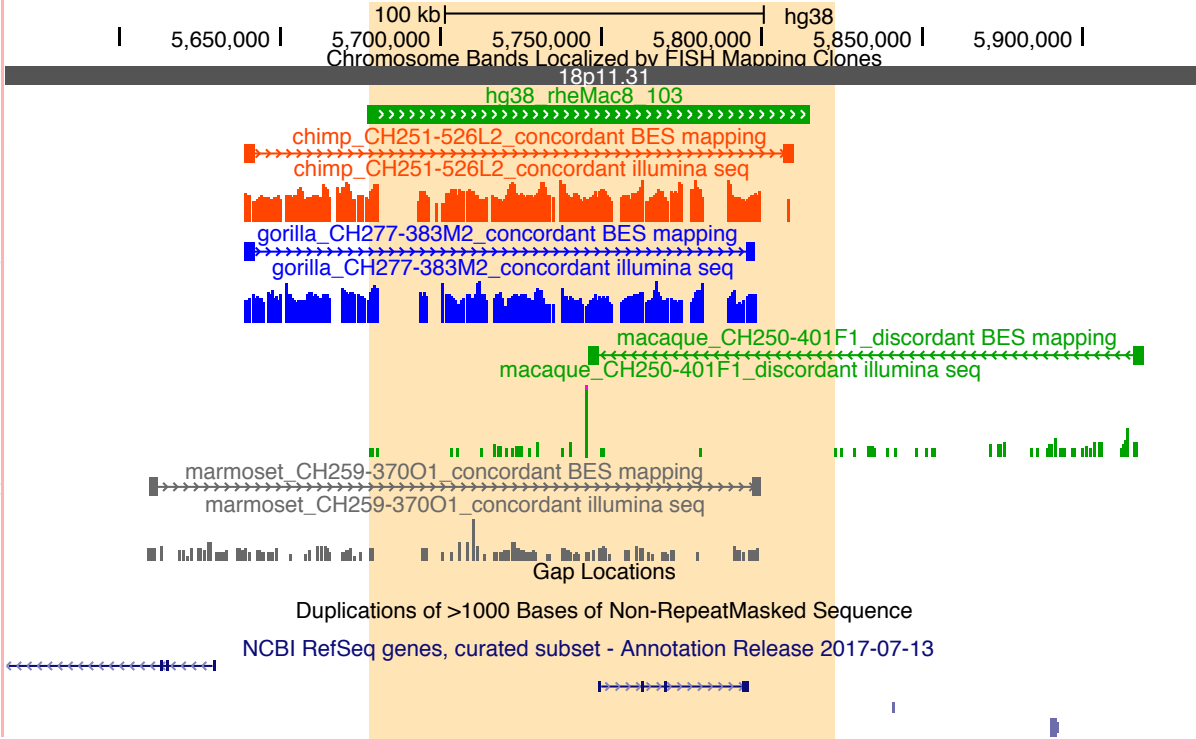 100 kb hg38
5,650,000 5,700,000 5,750,000 5,800,000 5,850,000 5,900,000
Chromosome Bands Localized by FISH Mapping Clones
18p11.31
hg38_rheMac8_103
chimp_CH251-526L2_concordant BES mapping
chimp_CH251-526L2_concordant illumina seq
gorilla_CH277-383M2_concordant BES mapping
gorilla_CH277-383M2_concordant illumina seq
macaque_CH250-401F1_discordant BES mapping
macaque_CH250-401F1_discordant illumina seq
marmoset_CH259-370O1_concordant BES mapping
marmoset_CH259-370O1_concordant illumina seq
Gap Locations
Duplications of >1000 Bases of Non-RepeatMasked Sequence
NCBI RefSeq genes, curated subset - Annotation Release 2017-07-13